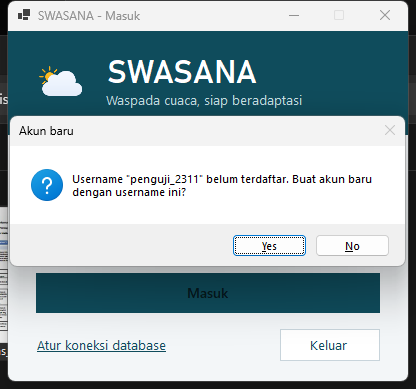 SWASANA - Masuk
SWASANA
Waspada cuaca, siap beradaptasi
Akun baru
Username "penguji_2311" belum terdaftar. Buat akun baru
dengan username ini?
Yes
No
Masuk
Atur koneksi database
Keluar